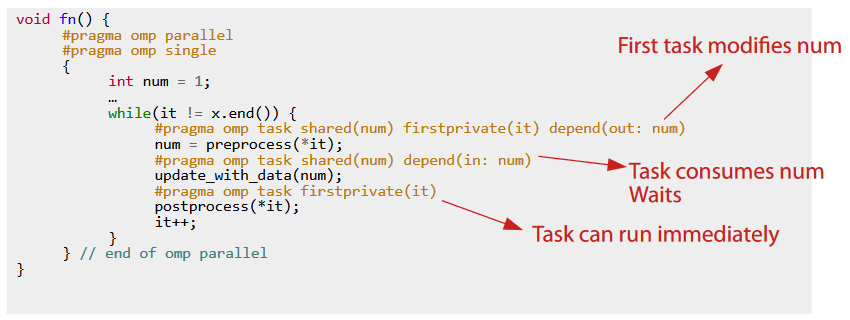 void fn() {
#pragma omp parallel
#pragma omp single
{
int num = 1;
…
while(it != x.end()) {
#pragma omp task shared(num) firstprivate(it) depend(out: num)
num = preprocess(*it);
#pragma omp task shared(num) depend(in: num)
update_with_data(num);
#pragma omp task firstprivate(it)
postprocess(*it);
it++;
}
} // end of omp parallel
}
First task modifies num
Task consumes num
Waits
Task can run immediately